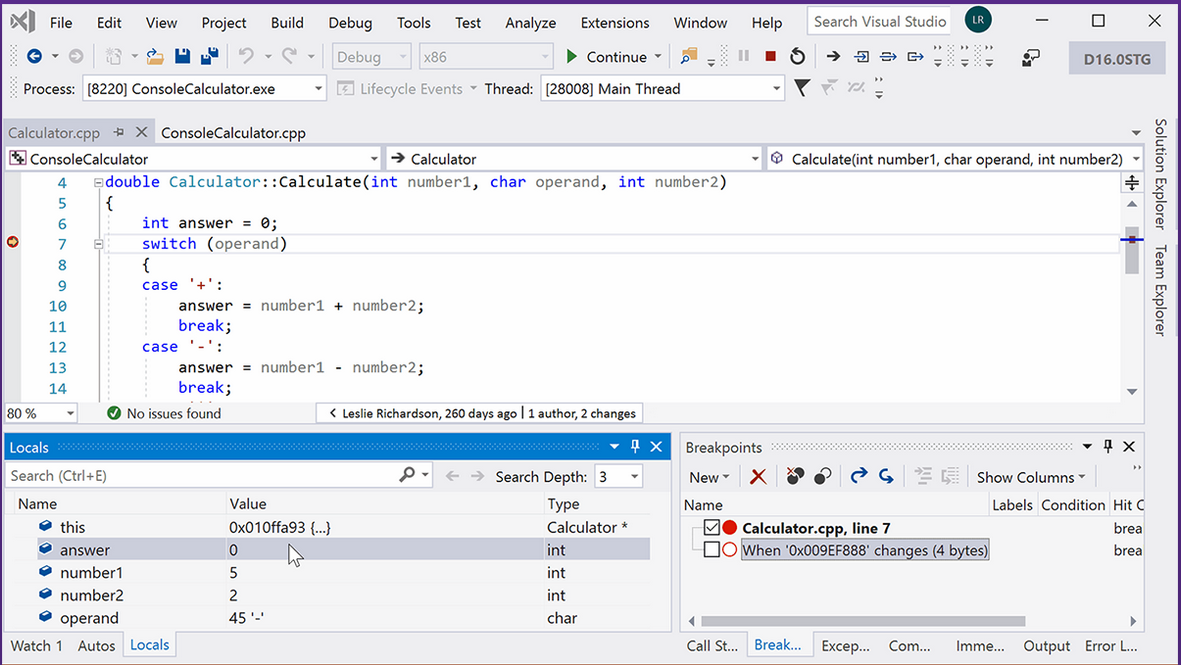 File Edit View Project Build Debug Tools Test Analyze Extensions Window Help Search Visual Studio LR
Debug x86 Continue D16.0STG
Process: [8220] ConsoleCalculator.exe Lifecycle Events Thread: [28008] Main Thread
Calculator.cpp ConsoleCalculator.cpp
ConsoleCalculator Calculator Calculate(int number1, char operand, int number2)
4 double Calculator::Calculate(int number1, char operand, int number2)
5 {
6 int answer = 0;
7 switch (operand)
8 {
9 case '+':
10 answer = number1 + number2;
11 break;
12 case '-':
13 answer = number1 - number2;
14 break;
Solution Explorer
Team Explorer
80 % No issues found Leslie Richardson, 260 days ago | 1 author, 2 changes
Locals
Search (Ctrl+E) Search Depth: 3
Name Value Type
this 0x010ffa93 {...} Calculator *
answer 0 int
number1 5 int
number2 2 int
operand 45 '-' char
Watch 1 Autos Locals
Breakpoints
New Show Columns
Name Labels Condition Hit C
Calculator.cpp, line 7 brea
When '0x009EF888' changes (4 bytes) brea
Call St... Break... Excep... Com... Imme... Output Error L...